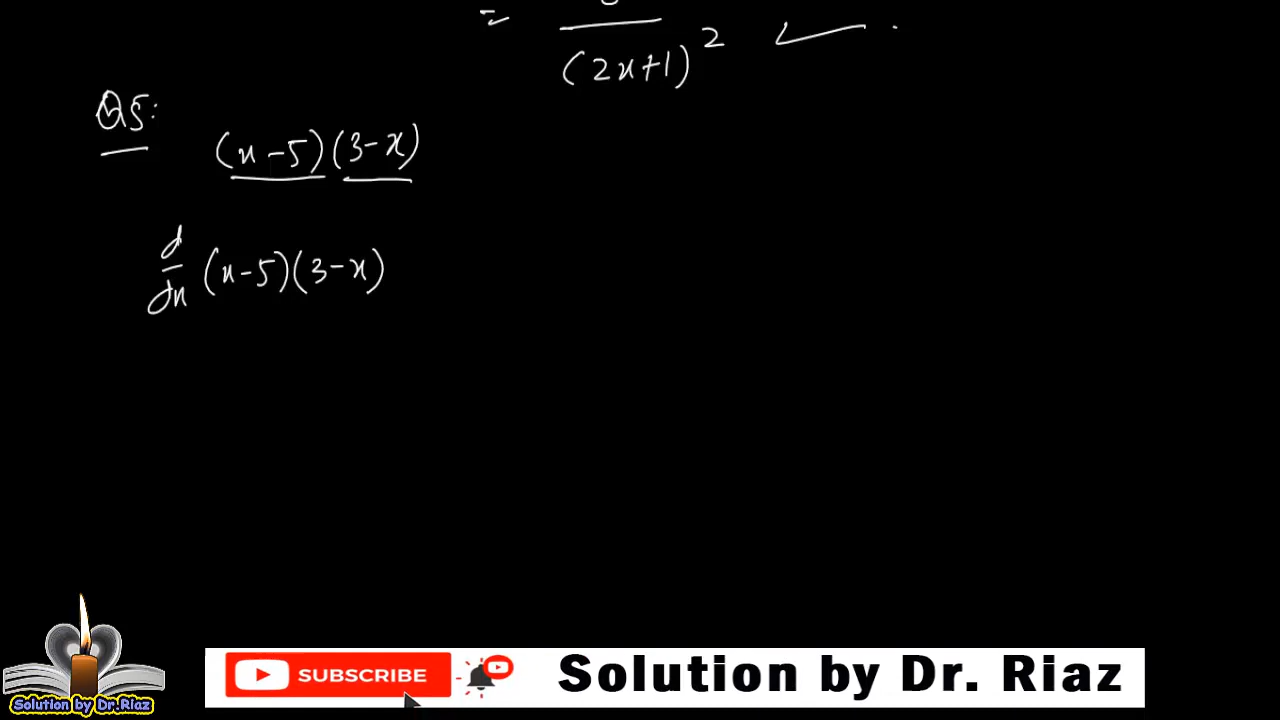 =
(2x+1)²
Q5:
(x-5)(3-x)
d/dx (x-5)(3-x)
SUBSCRIBE
Solution by Dr. Riaz
Solution by Dr.Riaz